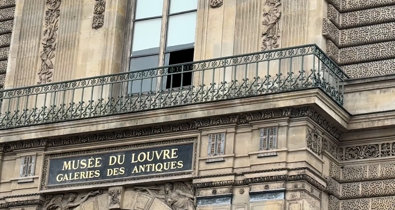 MUSÉE DU LOUVRE
GALERIES DES ANTIQUES